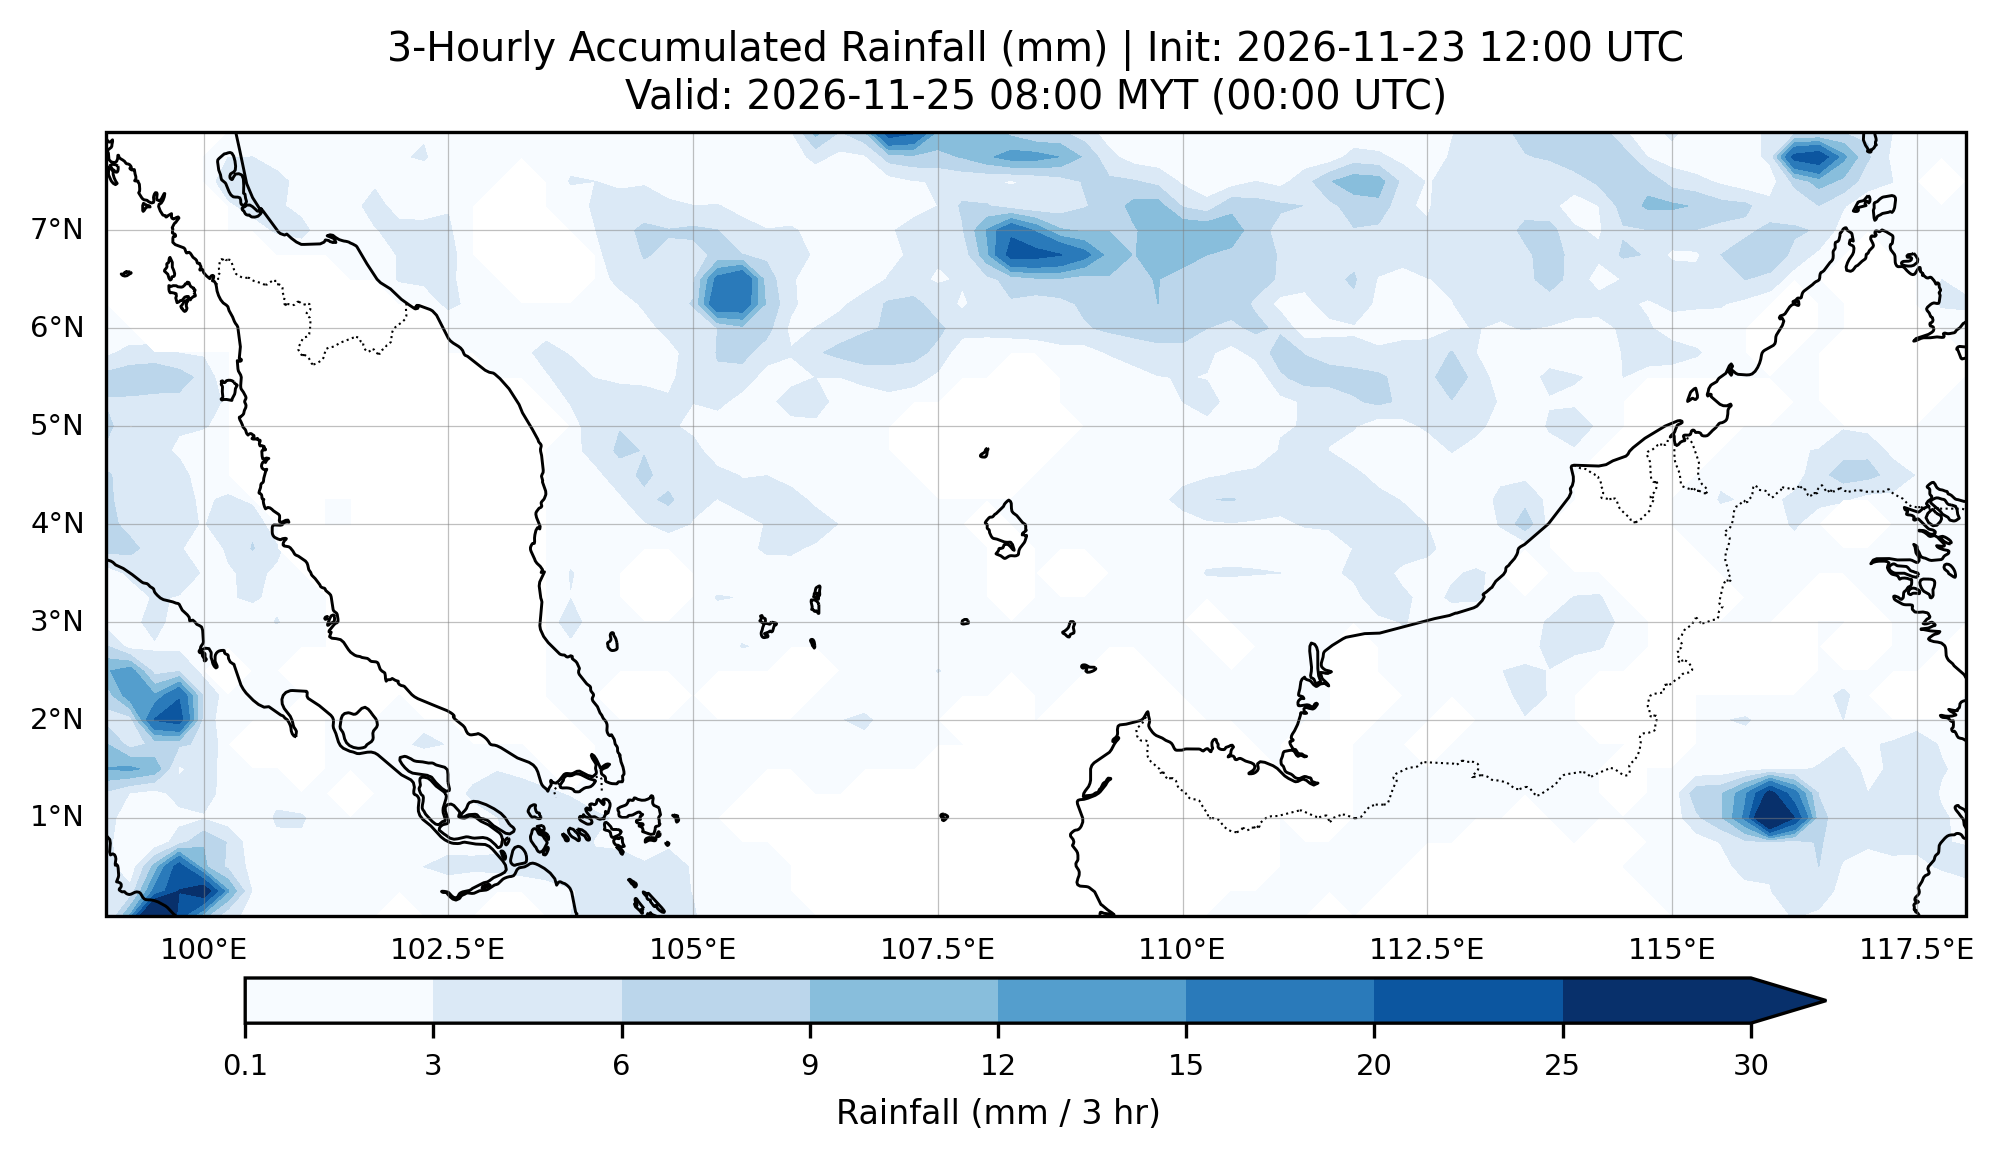 3-Hourly Accumulated Rainfall (mm) | Init: 2026-11-23 12:00 UTC
Valid: 2026-11-25 08:00 MYT (00:00 UTC)
7°N
6°N
5°N
4°N
3°N
2°N
1°N
100°E 102.5°E 105°E 107.5°E 110°E 112.5°E 115°E 117.5°E
0.1 3 6 9 12 15 20 25 30
Rainfall (mm / 3 hr)